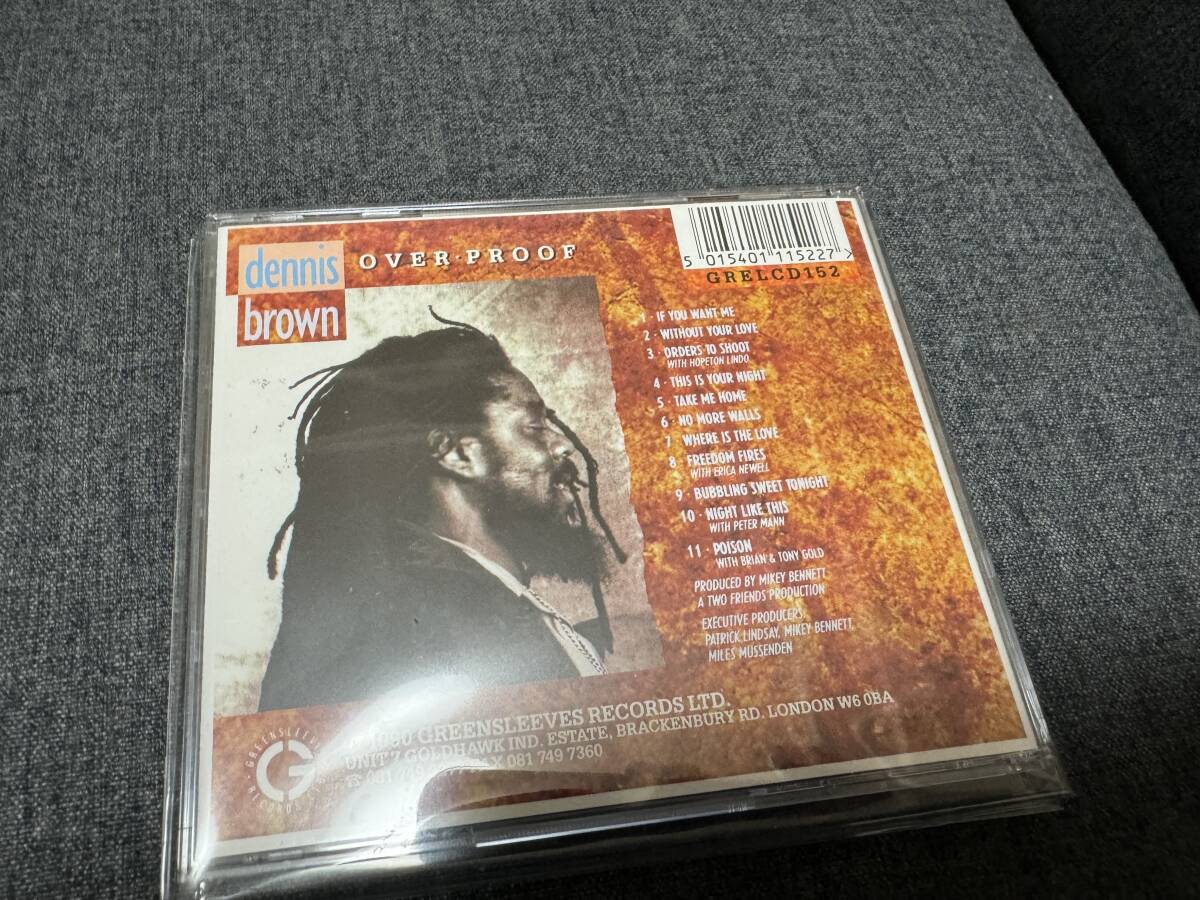 dennis
brown
OVER·PROOF
5 015401 115227 >
GRELCD152
1 · IF YOU WANT ME
2 · WITHOUT YOUR LOVE
3 · ORDERS TO SHOOT
WITH HOPETON LINDO
4 · THIS IS YOUR NIGHT
5 · TAKE ME HOME
6 · NO MORE WALLS
7 WHERE IS THE LOVE
8 · FREEDOM FIRES
WITH ERICA NEWELL
9 · BUBBLING SWEET TONIGHT
10 · NIGHT LIKE THIS
WITH PETER MANN
11 · POISON
WITH BRIAN & TONY GOLD
PRODUCED BY MIKEY BENNETT
A TWO FRIENDS PRODUCTION
EXECUTIVE PRODUCERS:
PATRICK LINDSAY, MIKEY BENNETT,
MILES MUSSENDEN
1990 GREENSLEEVES RECORDS LTD.
UNIT 7 GOLDHAWK IND. ESTATE, BRACKENBURY RD. LONDON W6 0BA
081 749 7360
G